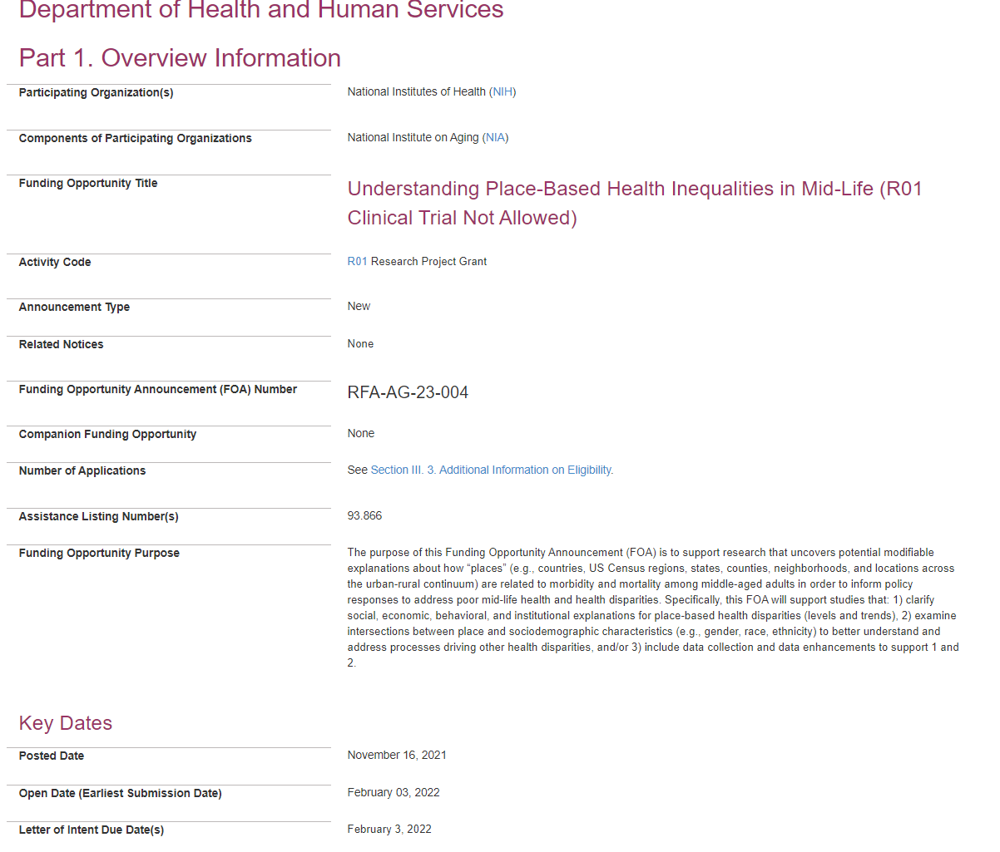 Department of Health and Human Services
Part 1. Overview Information
Participating Organization(s)
National Institutes of Health (NIH)
Components of Participating Organizations
National Institute on Aging (NIA)
Funding Opportunity Title
Understanding Place-Based Health Inequalities in Mid-Life (R01
Clinical Trial Not Allowed)
Activity Code
R01 Research Project Grant
Announcement Type
New
Related Notices
None
Funding Opportunity Announcement (FOA) Number
RFA-AG-23-004
Companion Funding Opportunity
None
Number of Applications
See Section III. 3. Additional Information on Eligibility.
Assistance Listing Number(s)
93.866
Funding Opportunity Purpose
The purpose of this Funding Opportunity Announcement (FOA) is to support research that uncovers potential modifiable
explanations about how “places” (e.g., countries, US Census regions, states, counties, neighborhoods, and locations across
the urban-rural continuum) are related to morbidity and mortality among middle-aged adults in order to inform policy
responses to address poor mid-life health and health disparities. Specifically, this FOA will support studies that: 1) clarify
social, economic, behavioral, and institutional explanations for place-based health disparities (levels and trends), 2) examine
intersections between place and sociodemographic characteristics (e.g., gender, race, ethnicity) to better understand and
address processes driving other health disparities, and/or 3) include data collection and data enhancements to support 1 and
2.
Key Dates
Posted Date
November 16, 2021
Open Date (Earliest Submission Date)
February 03, 2022
Letter of Intent Due Date(s)
February 3, 2022